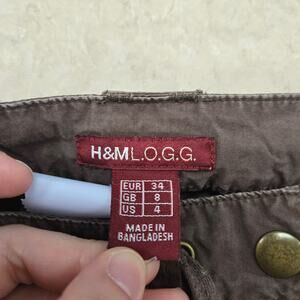 H&M L.O.G.G.
EUR 34
GB 8
US 4
MADE IN
BANGLADESH